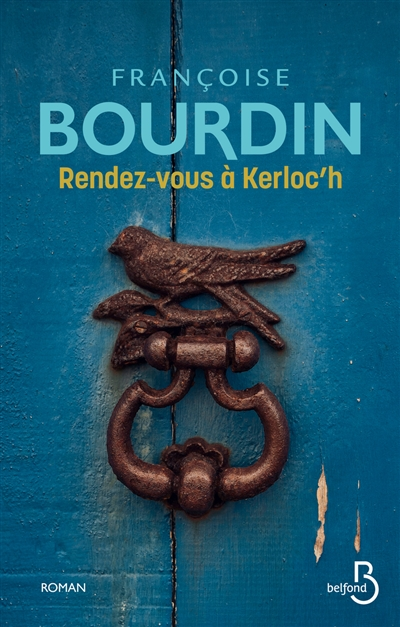 FRANÇOISE
BOURDIN
Rendez-vous à Kerloc'h
ROMAN
belfond
B